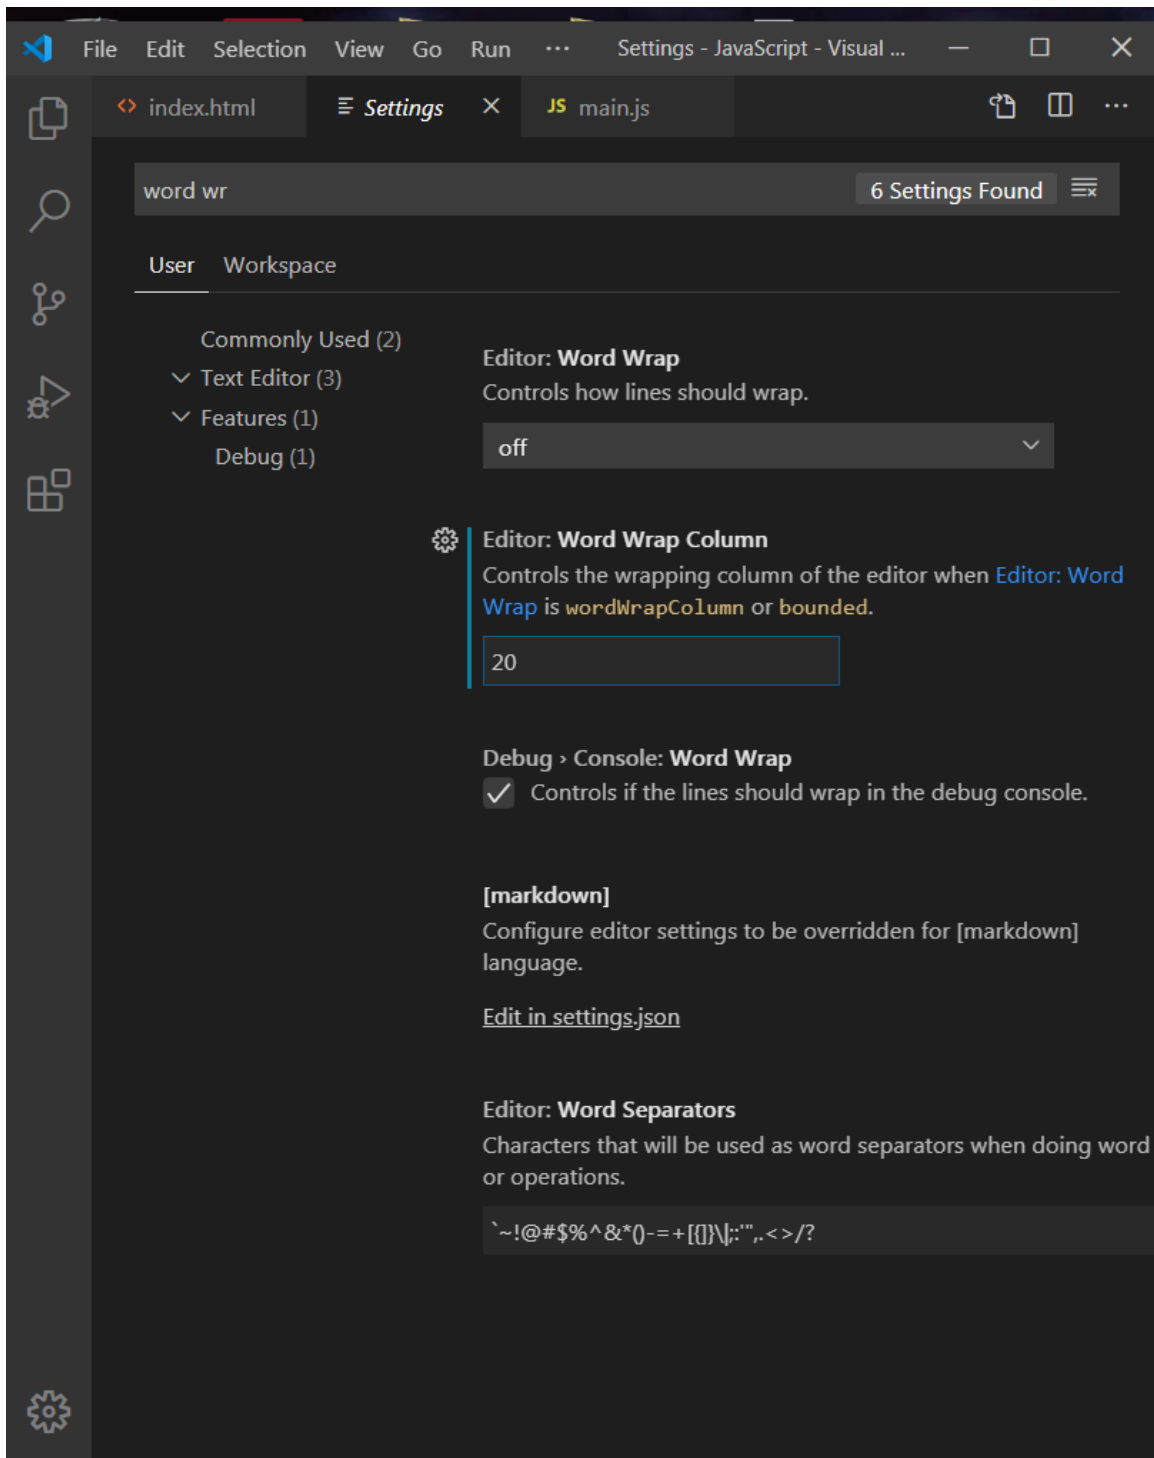 File Edit Selection View Go Run ··· Settings - JavaScript - Visual ...
<> index.html Settings JS main.js
word wr 6 Settings Found
User Workspace
Commonly Used (2)
Text Editor (3)
Features (1)
Debug (1)
Editor: Word Wrap
Controls how lines should wrap.
off
Editor: Word Wrap Column
Controls the wrapping column of the editor when Editor: Word
Wrap is wordWrapColumn or bounded.
20
Debug › Console: Word Wrap
Controls if the lines should wrap in the debug console.
[markdown]
Configure editor settings to be overridden for [markdown]
language.
Edit in settings.json
Editor: Word Separators
Characters that will be used as word separators when doing word
or operations.
`~!@#$%^&*()-=+[{]}\|;:'",.<>/?